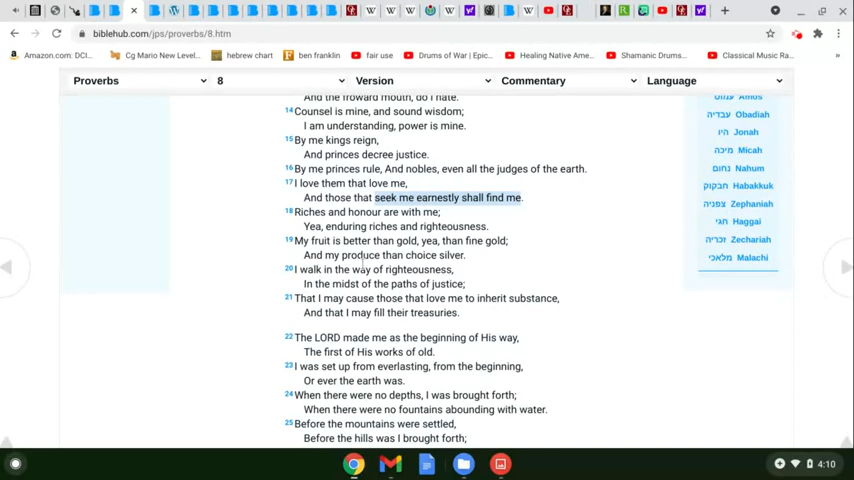 biblehub.com/jps/proverbs/8.htm
Amazon.com: DCI...
Cg Mario New Levels...
hebrew chart
ben franklin
fair use
Drums of War | Epic...
Healing Native Ame...
Shamanic Drums...
Classical Music Ra...
»
Proverbs
8
Version
Commentary
Language
And the froward mouth, do I hate.
14 Counsel is mine, and sound wisdom;
I am understanding, power is mine.
15 By me kings reign,
And princes decree justice.
16 By me princes rule, And nobles, even all the judges of the earth.
17 I love them that love me,
And those that seek me earnestly shall find me.
18 Riches and honour are with me;
Yea, enduring riches and righteousness.
19 My fruit is better than gold, yea, than fine gold;
And my produce than choice silver.
20 I walk in the way of righteousness,
In the midst of the paths of justice;
21 That I may cause those that love me to inherit substance,
And that I may fill their treasuries.
22 The LORD made me as the beginning of His way,
The first of His works of old.
23 I was set up from everlasting, from the beginning,
Or ever the earth was.
24 When there were no depths, I was brought forth;
When there were no fountains abounding with water.
25 Before the mountains were settled,
Before the hills was I brought forth;
עמוס Amos
עבדיה Obadiah
Jonah
מיכה Micah
נחום Nahum
חבקוק Habakkuk
צפניה Zephaniah
חגי Haggai
זכריה Zechariah
מלאכי Malachi
4:10